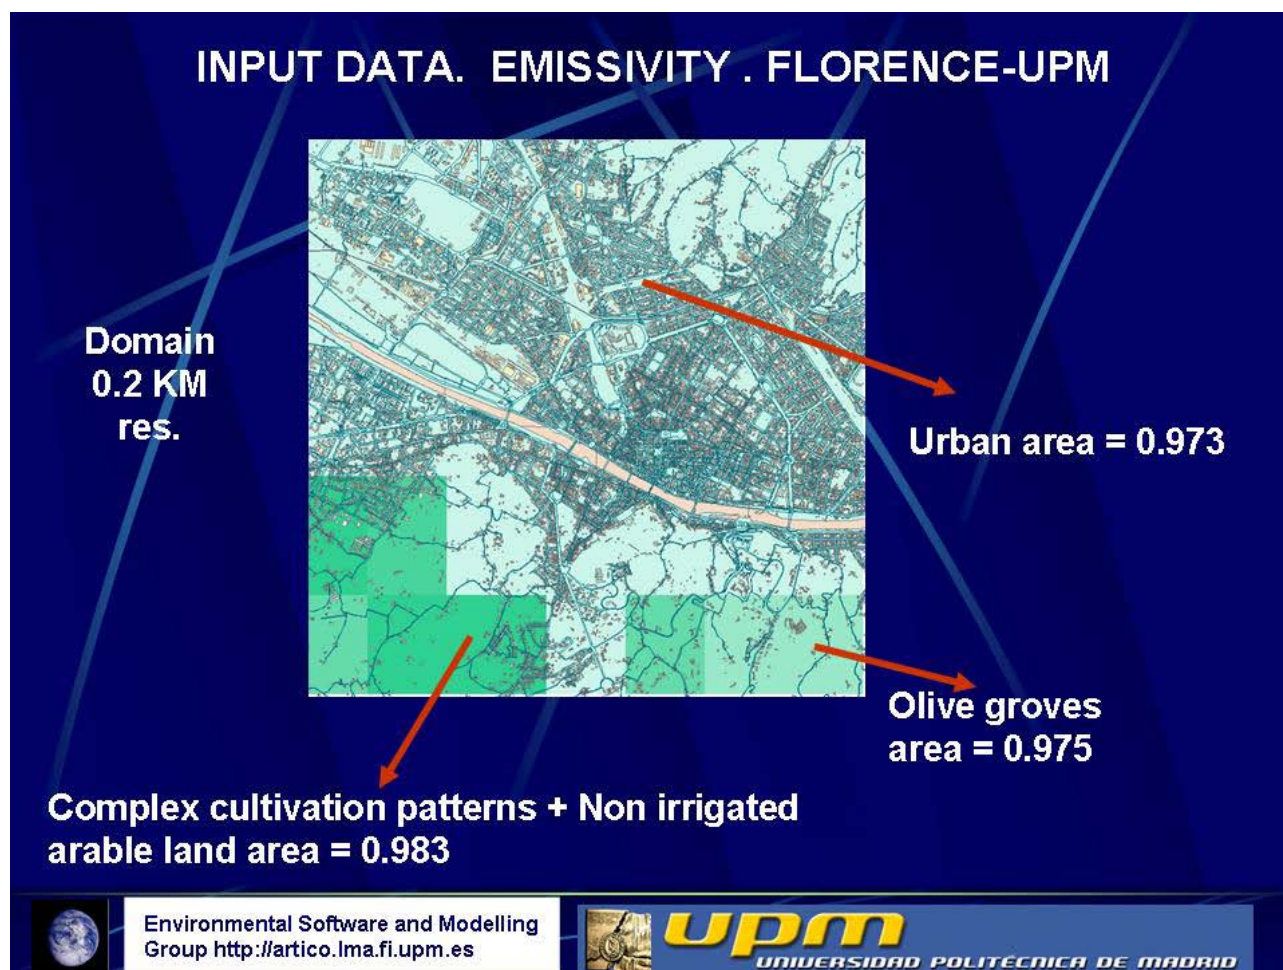 INPUT DATA.  EMISSIVITY . FLORENCE-UPM
Domain
0.2 KM
res.
Urban area = 0.973
Olive groves
area = 0.975
Complex cultivation patterns + Non irrigated
arable land area = 0.983
Environmental Software and Modelling
Group http://artico.lma.fi.upm.es
upm
UNIVERSIDAD POLITÉCNICA DE MADRID